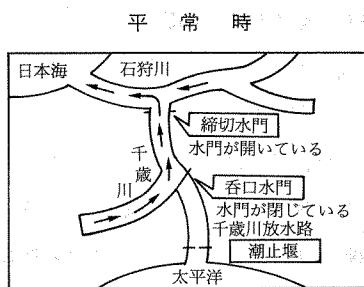 平常時
日本海
石狩川
締切水門
水門が開いている
千歳川
呑口水門
水門が閉じている
千歳川放水路
潮止堰
太平洋